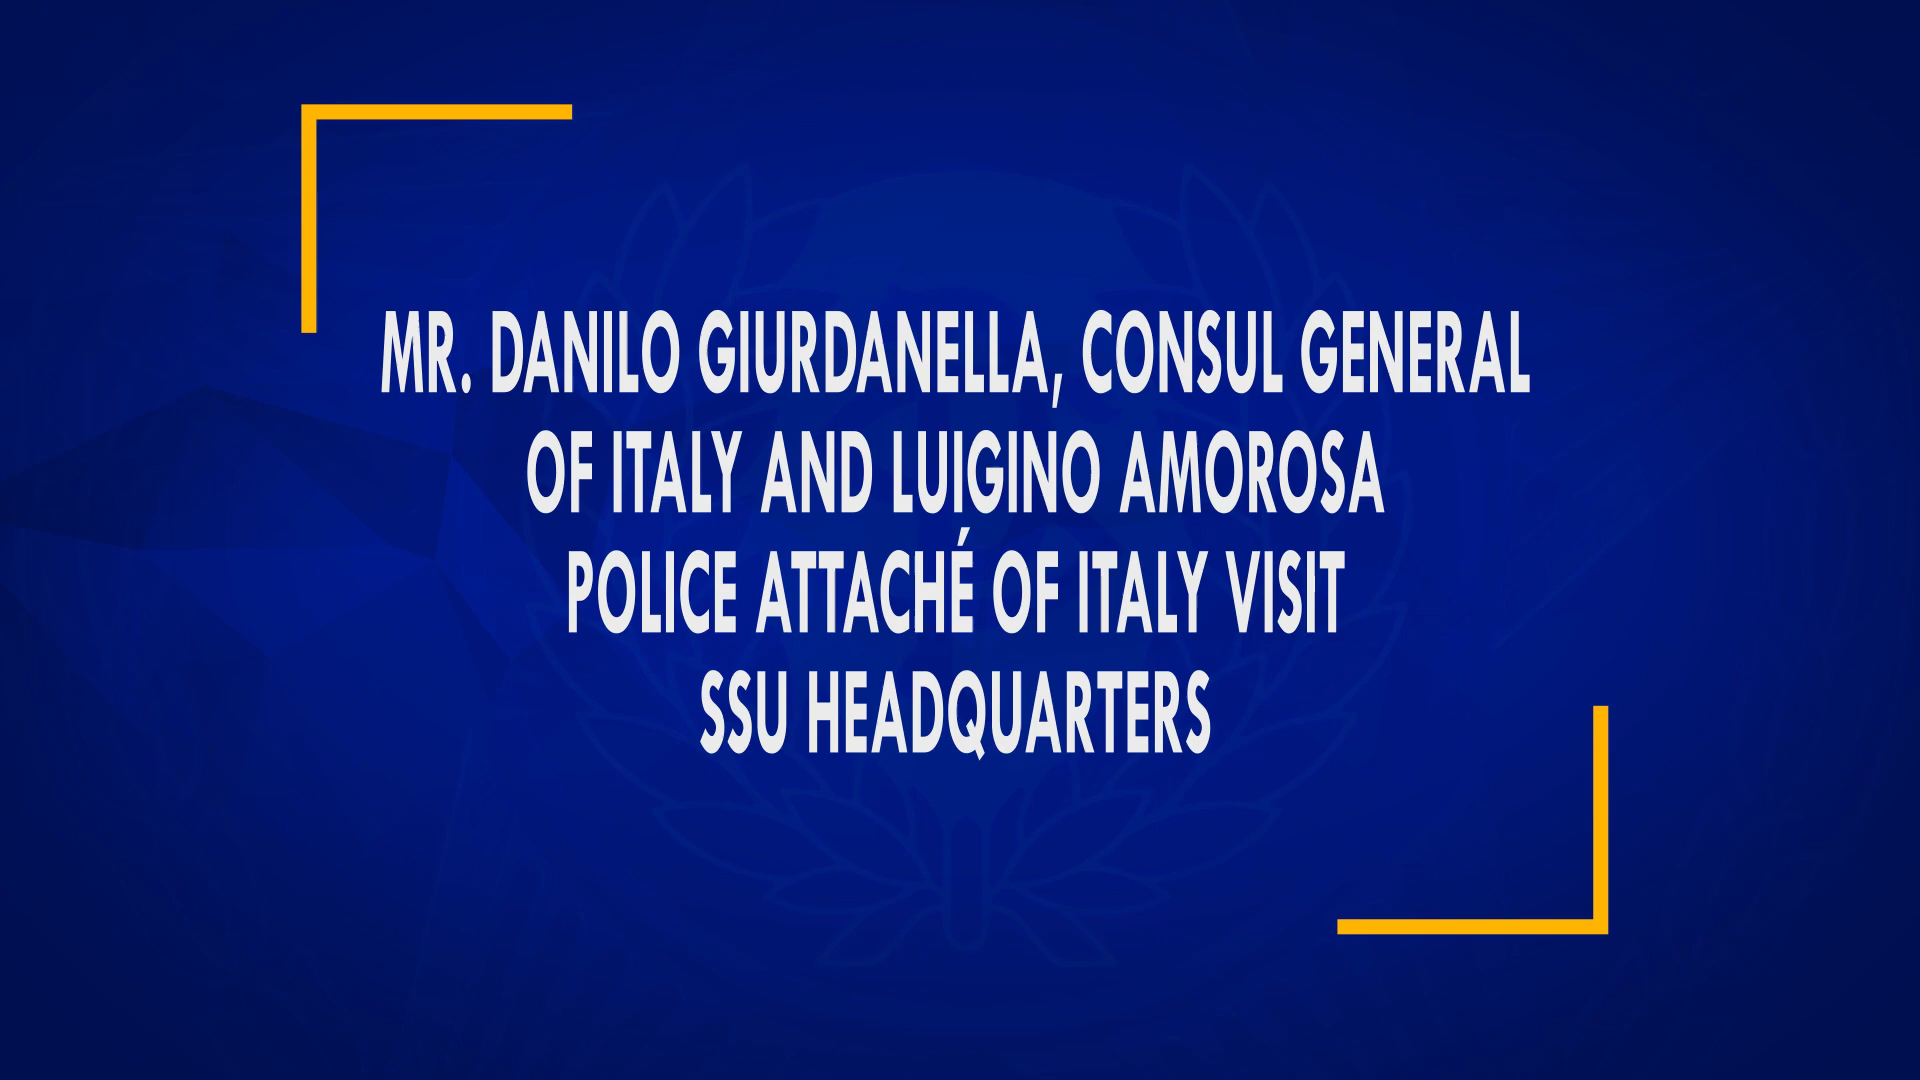 MR. DANILO GIURDANELLA, CONSUL GENERAL
OF ITALY AND LUIGINO AMOROSA
POLICE ATTACHÉ OF ITALY VISIT
SSU HEADQUARTERS